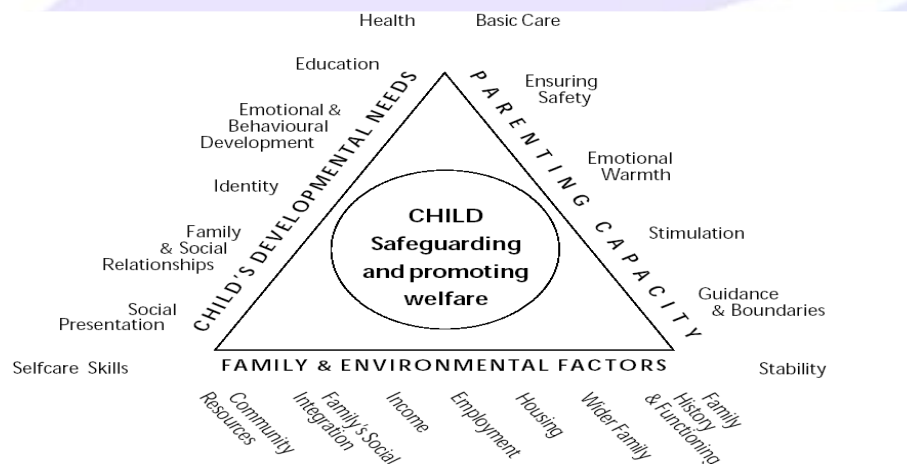 Health
Basic Care
Education
Ensuring
Safety
Emotional &
Behavioural
Development
Emotional
Warmth
Identity
Stimulation
Family
& Social
Relationships
Guidance
& Boundaries
Social
Presentation
Selfcare Skills
Stability
CHILD'S DEVELOPMENTAL NEEDS
PARENTING CAPACITY
CHILD
Safeguarding
and promoting
welfare
FAMILY & ENVIRONMENTAL FACTORS
Community
Resources
Family's Social
Integration
Income
Employment
Housing
Wider Family
Family
History
& Functioning